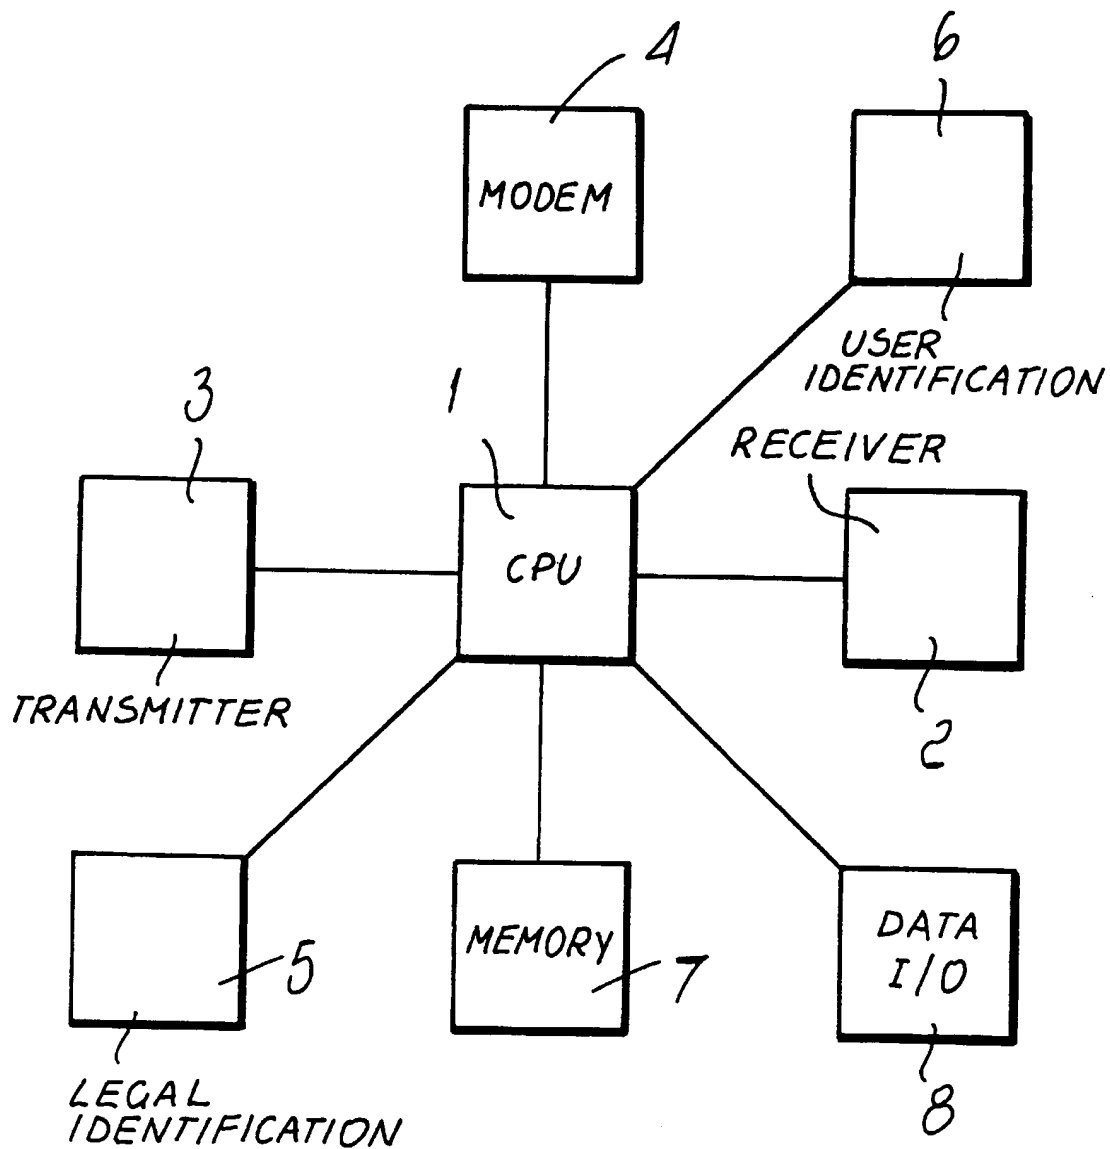 4
6
MODEM
USER
IDENTIFICATION
3
1
RECEIVER
CPU
TRANSMITTER
2
5
MEMORY
7
DATA
I/O
LEGAL
IDENTIFICATION
8